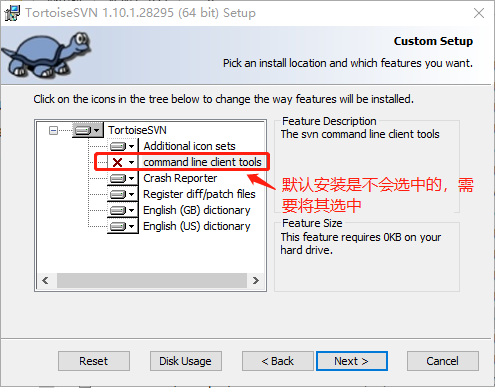 TortoiseSVN 1.10.1.28295 (64 bit) Setup
Custom Setup
Pick an install location and which features you want.
Click on the icons in the tree below to change the way features will be installed.
TortoiseSVN
Additional icon sets
command line client tools
Crash Reporter
Register diff/patch files
English (GB) dictionary
English (US) dictionary
Feature Description
The svn command line client tools
默认安装是不会选中的，需
要将其选中
Feature Size
This feature requires 0KB on your
hard drive.
Reset
Disk Usage
< Back
Next >
Cancel